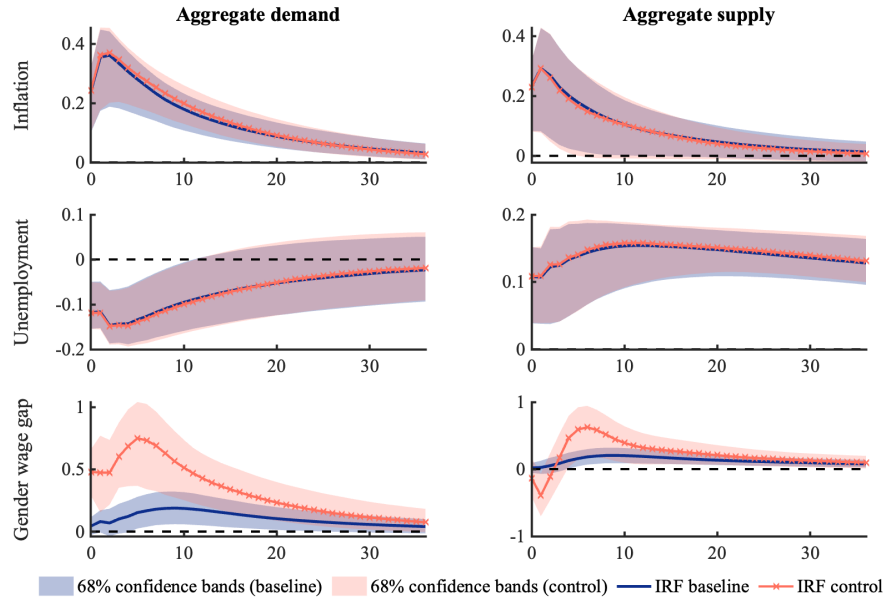 Aggregate demand
Aggregate supply
Inflation
0.4
0.2
0
0 10 20 30
0.4
0.2
0
0 10 20 30
Unemployment
0.1
0
-0.1
-0.2
0 10 20 30
0.2
0.1
0
0 10 20 30
Gender wage gap
1
0.5
0
0 10 20 30
1
0
-1
0 10 20 30
68% confidence bands (baseline) 68% confidence bands (control) IRF baseline IRF control